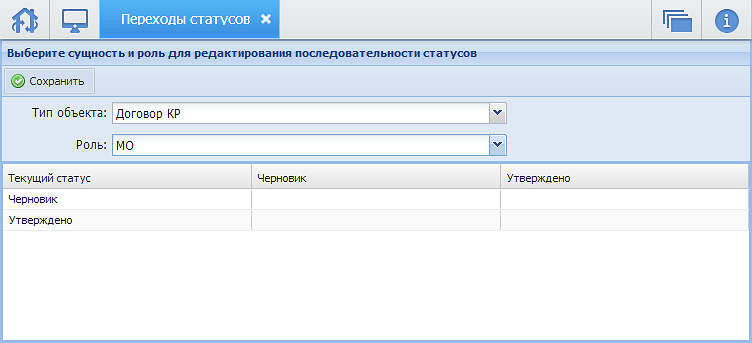 Переходы статусов
Выберите сущность и роль для редактирования последовательности статусов
Сохранить
Тип объекта: Договор КР
Роль: МО
Текущий статус Черновик Утверждено
Черновик
Утверждено